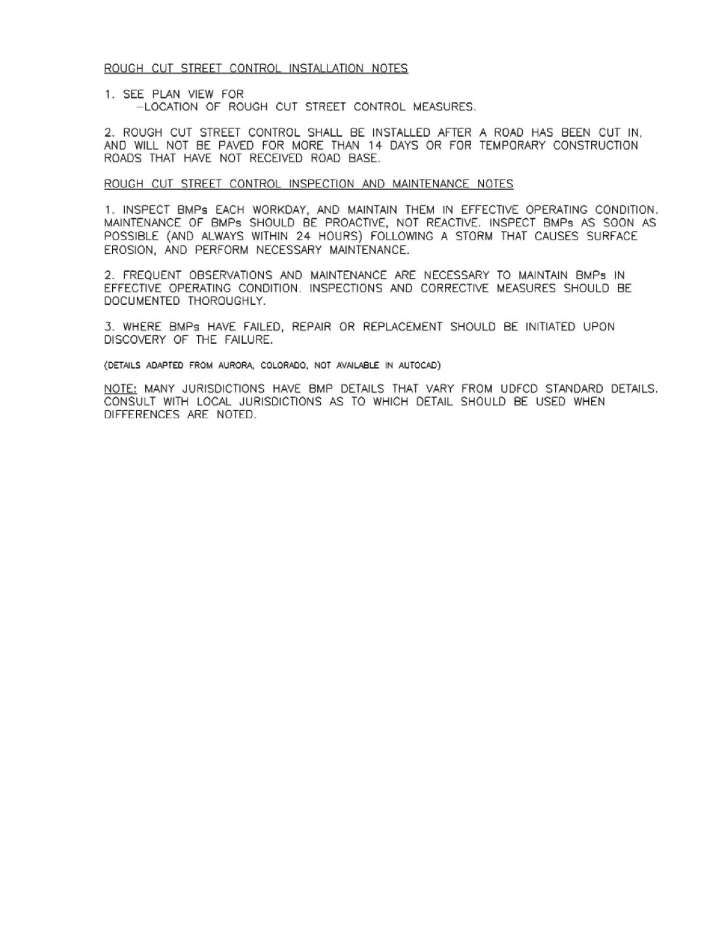 ROUGH CUT STREET CONTROL INSTALLATION NOTES
1. SEE PLAN VIEW FOR
–LOCATION OF ROUGH CUT STREET CONTROL MEASURES.
2. ROUGH CUT STREET CONTROL SHALL BE INSTALLED AFTER A ROAD HAS BEEN CUT IN,
AND WILL NOT BE PAVED FOR MORE THAN 14 DAYS OR FOR TEMPORARY CONSTRUCTION
ROADS THAT HAVE NOT RECEIVED ROAD BASE.
ROUGH CUT STREET CONTROL INSPECTION AND MAINTENANCE NOTES
1. INSPECT BMPs EACH WORKDAY, AND MAINTAIN THEM IN EFFECTIVE OPERATING CONDITION.
MAINTENANCE OF BMPs SHOULD BE PROACTIVE, NOT REACTIVE. INSPECT BMPs AS SOON AS
POSSIBLE (AND ALWAYS WITHIN 24 HOURS) FOLLOWING A STORM THAT CAUSES SURFACE
EROSION, AND PERFORM NECESSARY MAINTENANCE.
2. FREQUENT OBSERVATIONS AND MAINTENANCE ARE NECESSARY TO MAINTAIN BMPs IN
EFFECTIVE OPERATING CONDITION. INSPECTIONS AND CORRECTIVE MEASURES SHOULD BE
DOCUMENTED THOROUGHLY.
3. WHERE BMPs HAVE FAILED, REPAIR OR REPLACEMENT SHOULD BE INITIATED UPON
DISCOVERY OF THE FAILURE.
(DETAILS ADAPTED FROM AURORA, COLORADO, NOT AVAILABLE IN AUTOCAD)
NOTE: MANY JURISDICTIONS HAVE BMP DETAILS THAT VARY FROM UDFCD STANDARD DETAILS.
CONSULT WITH LOCAL JURISDICTIONS AS TO WHICH DETAIL SHOULD BE USED WHEN
DIFFERENCES ARE NOTED.